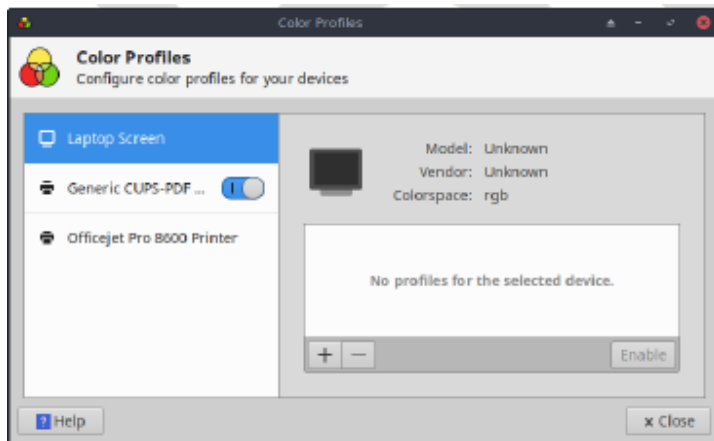 Color Profiles
Color Profiles
Configure color profiles for your devices
Laptop Screen
Generic CUPS-PDF ...
Officejet Pro 8600 Printer
Model: Unknown
Vendor: Unknown
Colorspace: rgb
No profiles for the selected device.
Enable
? Help
x Close